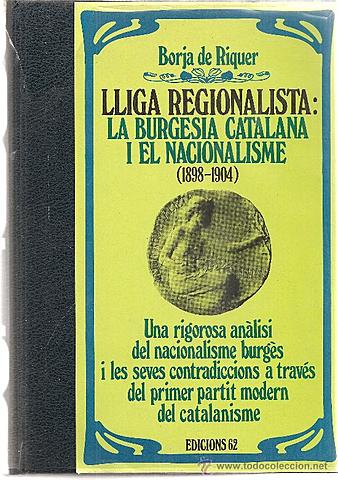 Borja de Riquer
LLIGA REGIONALISTA:
LA BURGESIA CATALANA
I EL NACIONALISME
(1898-1904)
Una rigorosa anàlisi
del nacionalisme burgès
i les seves contradiccions a través
del primer partit modern
del catalanisme
EDICIONS 62
www.todocoleccion.net